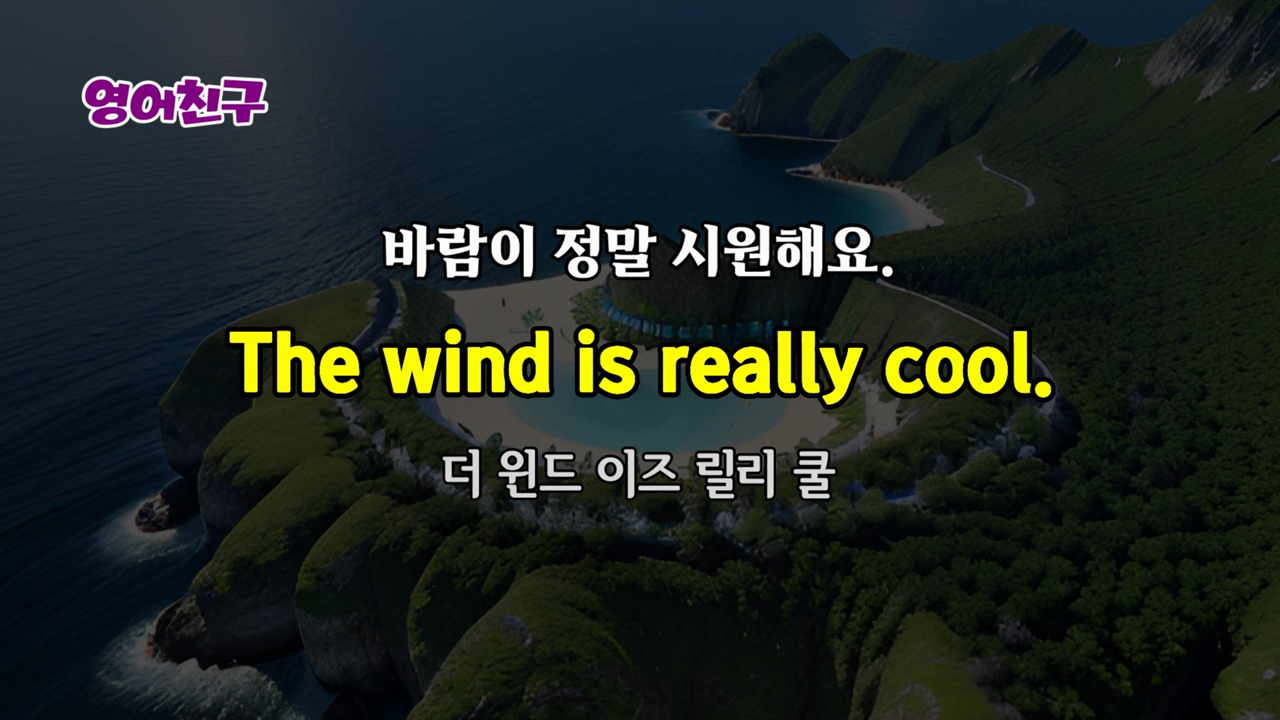 영어친구
바람이 정말 시원해요.
The wind is really cool.
더 윈드 이즈 릴리 쿨